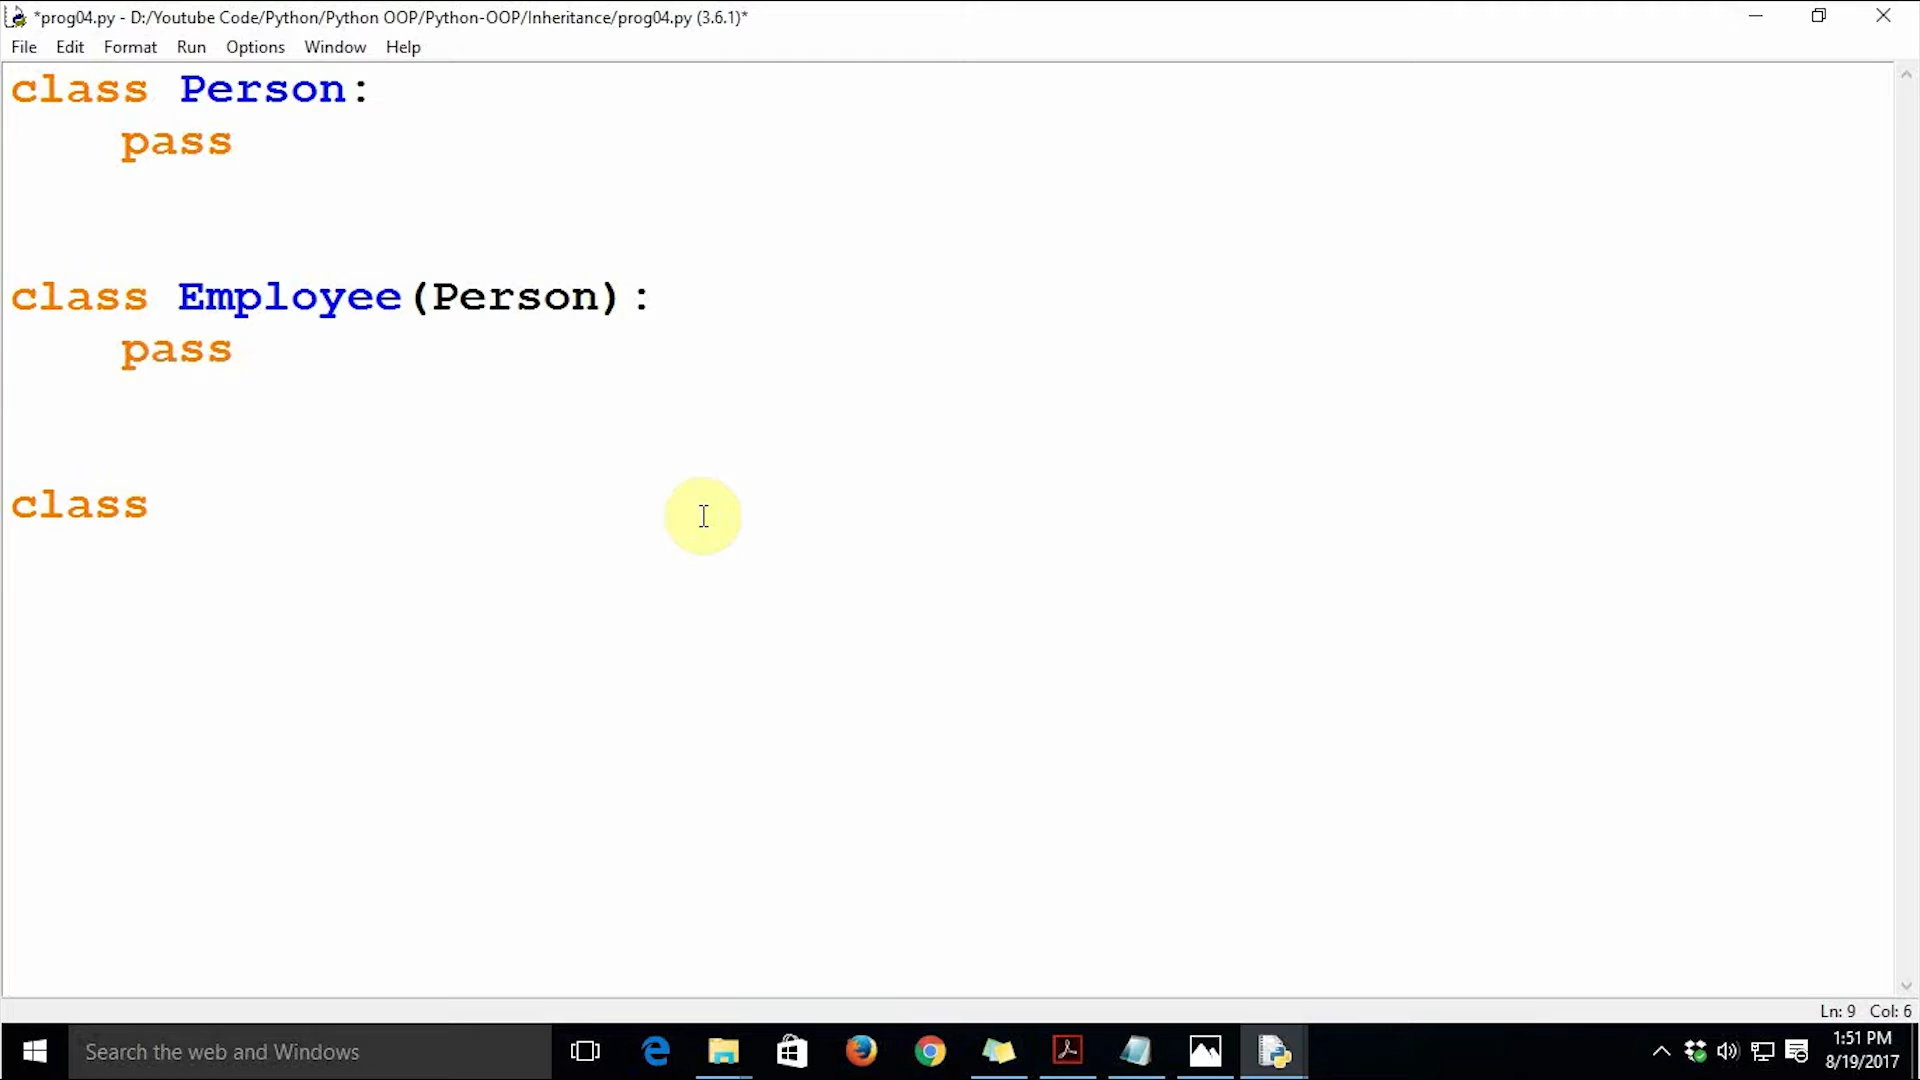 *prog04.py - D:/Youtube Code/Python/Python OOP/Python-OOP/Inheritance/prog04.py (3.6.1)*
File Edit Format Run Options Window Help
class Person:
    pass
class Employee(Person):
    pass
class
Ln: 9 Col: 6
Search the web and Windows
1:51 PM
8/19/2017